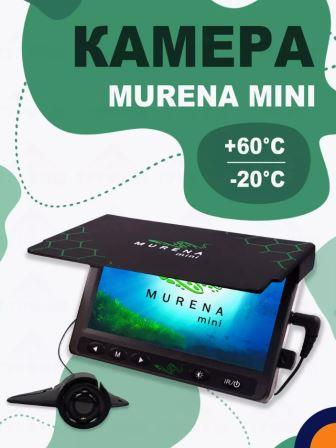 КАМЕРА
MURENA MINI
+60°C
-20°C
MURENA
mini
MURENA
mini
M
IR/